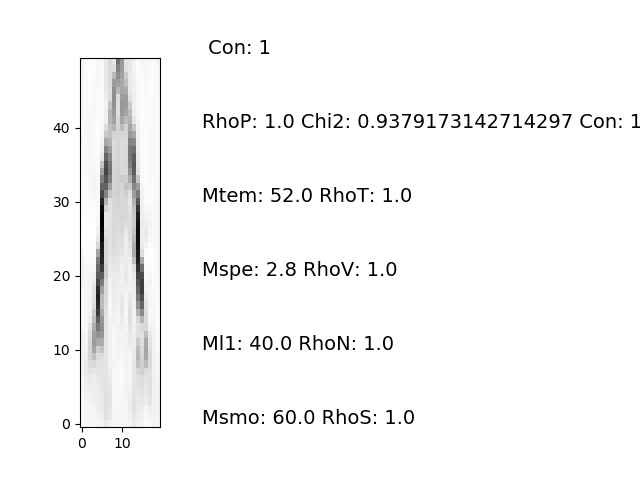 Con: 1
RhoP: 1.0 Chi2: 0.9379173142714297 Con: 1
Mtem: 52.0 RhoT: 1.0
Mspe: 2.8 RhoV: 1.0
Ml1: 40.0 RhoN: 1.0
Msmo: 60.0 RhoS: 1.0
40
30
20
10
0
0 10